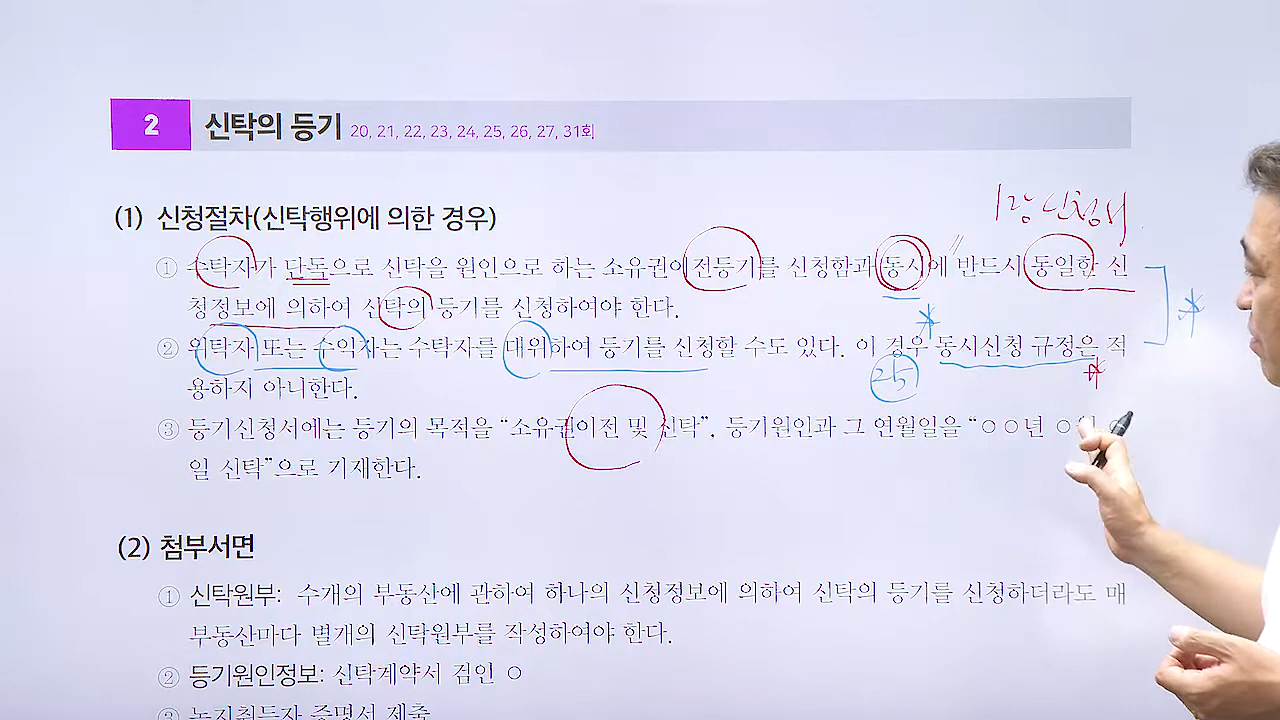 2 신탁의 등기 20, 21, 22, 23, 24, 25, 26, 27, 31회
(1) 신청절차(신탁행위에 의한 경우)
1장 신청서
① 수탁자가 단독으로 신탁을 원인으로 하는 소유권이전등기를 신청함과 동시에 반드시 동일한 신
청정보에 의하여 신탁의 등기를 신청하여야 한다.
② 위탁자 또는 수익자는 수탁자를 대위하여 등기를 신청할 수도 있다. 이 경우 동시신청 규정은 적
용하지 아니한다.
25
③ 등기신청서에는 등기의 목적을 “소유권이전 및 신탁”, 등기원인과 그 연월일을 “○○년 ○
일 신탁”으로 기재한다.
(2) 첨부서면
① 신탁원부: 수개의 부동산에 관하여 하나의 신청정보에 의하여 신탁의 등기를 신청하더라도 매
부동산마다 별개의 신탁원부를 작성하여야 한다.
② 등기원인정보: 신탁계약서 검인 ○
③ 농지취득자 증명서 제출